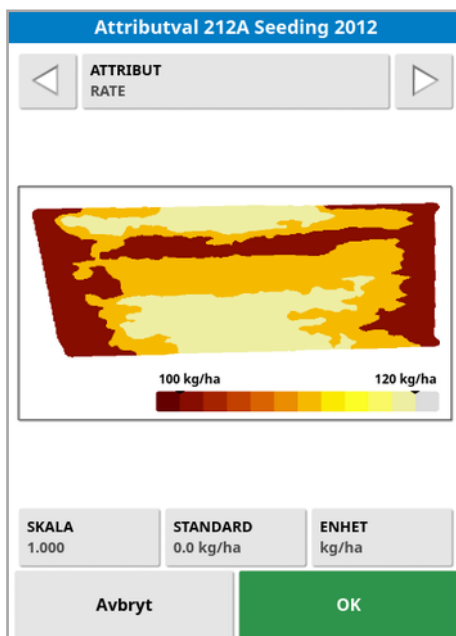 Attributval 212A Seeding 2012
ATTRIBUT
RATE
100 kg/ha 120 kg/ha
SKALA STANDARD ENHET
1.000 0.0 kg/ha kg/ha
Avbryt OK